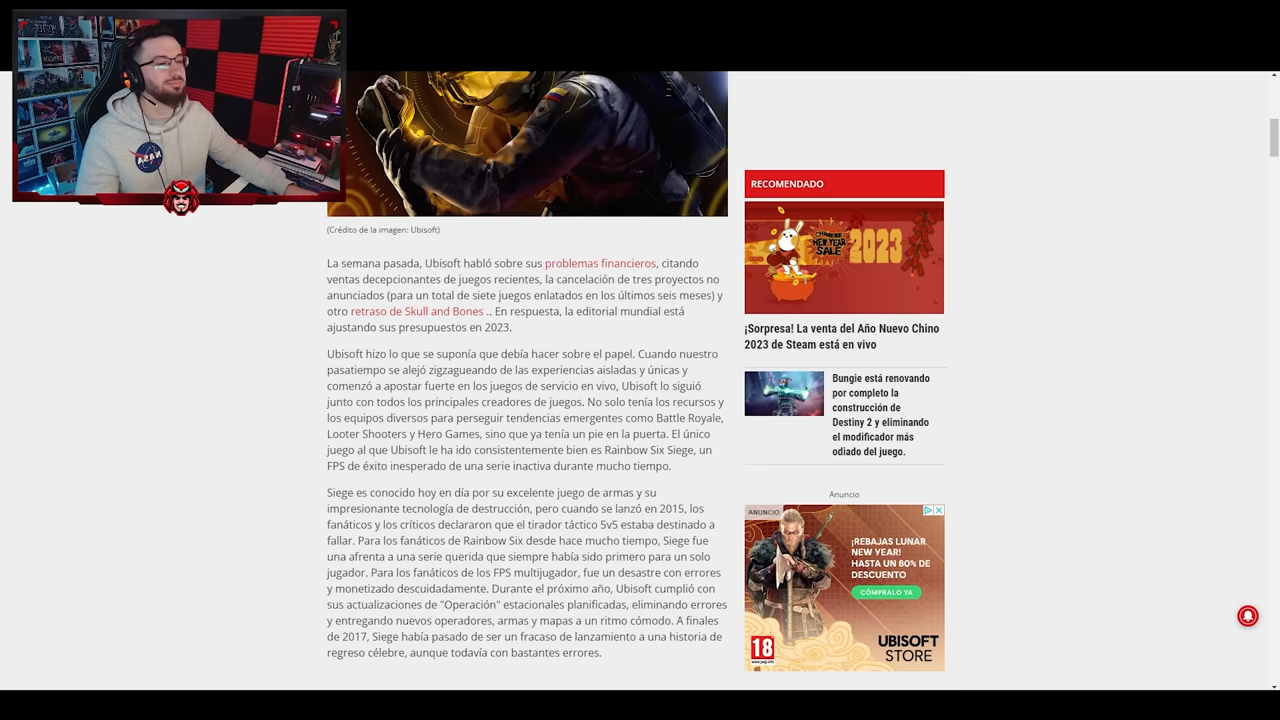 NASA
(Crédito de la imagen: Ubisoft)
La semana pasada, Ubisoft habló sobre sus problemas financieros, citando
ventas decepcionantes de juegos recientes, la cancelación de tres proyectos no
anunciados (para un total de siete juegos enlatados en los últimos seis meses) y
otro retraso de Skull and Bones .. En respuesta, la editorial mundial está
ajustando sus presupuestos en 2023.
Ubisoft hizo lo que se suponía que debía hacer sobre el papel. Cuando nuestro
pasatiempo se alejó zigzagueando de las experiencias aisladas y únicas y
comenzó a apostar fuerte en los juegos de servicio en vivo, Ubisoft lo siguió
junto con todos los principales creadores de juegos. No solo tenía los recursos y
los equipos diversos para perseguir tendencias emergentes como Battle Royale,
Looter Shooters y Hero Games, sino que ya tenía un pie en la puerta. El único
juego al que Ubisoft le ha ido consistentemente bien es Rainbow Six Siege, un
FPS de éxito inesperado de una serie inactiva durante mucho tiempo.
Siege es conocido hoy en día por su excelente juego de armas y su
impresionante tecnología de destrucción, pero cuando se lanzó en 2015, los
fanáticos y los críticos declararon que el tirador táctico 5v5 estaba destinado a
fallar. Para los fanáticos de Rainbow Six desde hace mucho tiempo, Siege fue
una afrenta a una serie querida que siempre había sido primero para un solo
jugador. Para los fanáticos de los FPS multijugador, fue un desastre con errores
y monetizado descuidadamente. Durante el próximo año, Ubisoft cumplió con
sus actualizaciones de "Operación" estacionales planificadas, eliminando errores
y entregando nuevos operadores, armas y mapas a un ritmo cómodo. A finales
de 2017, Siege había pasado de ser un fracaso de lanzamiento a una historia de
regreso célebre, aunque todavía con bastantes errores.
RECOMENDADO
CHINESE
NEW YEAR
SALE
2023
¡Sorpresa! La venta del Año Nuevo Chino
2023 de Steam está en vivo
Bungie está renovando
por completo la
construcción de
Destiny 2 y eliminando
el modificador más
odiado del juego.
Anuncio
ANUNCIO
¡REBAJAS LUNAR
NEW YEAR!
HASTA UN 80% DE
DESCUENTO
CÓMPRALO YA
18
www.pegi.info
UBISOFT
STORE